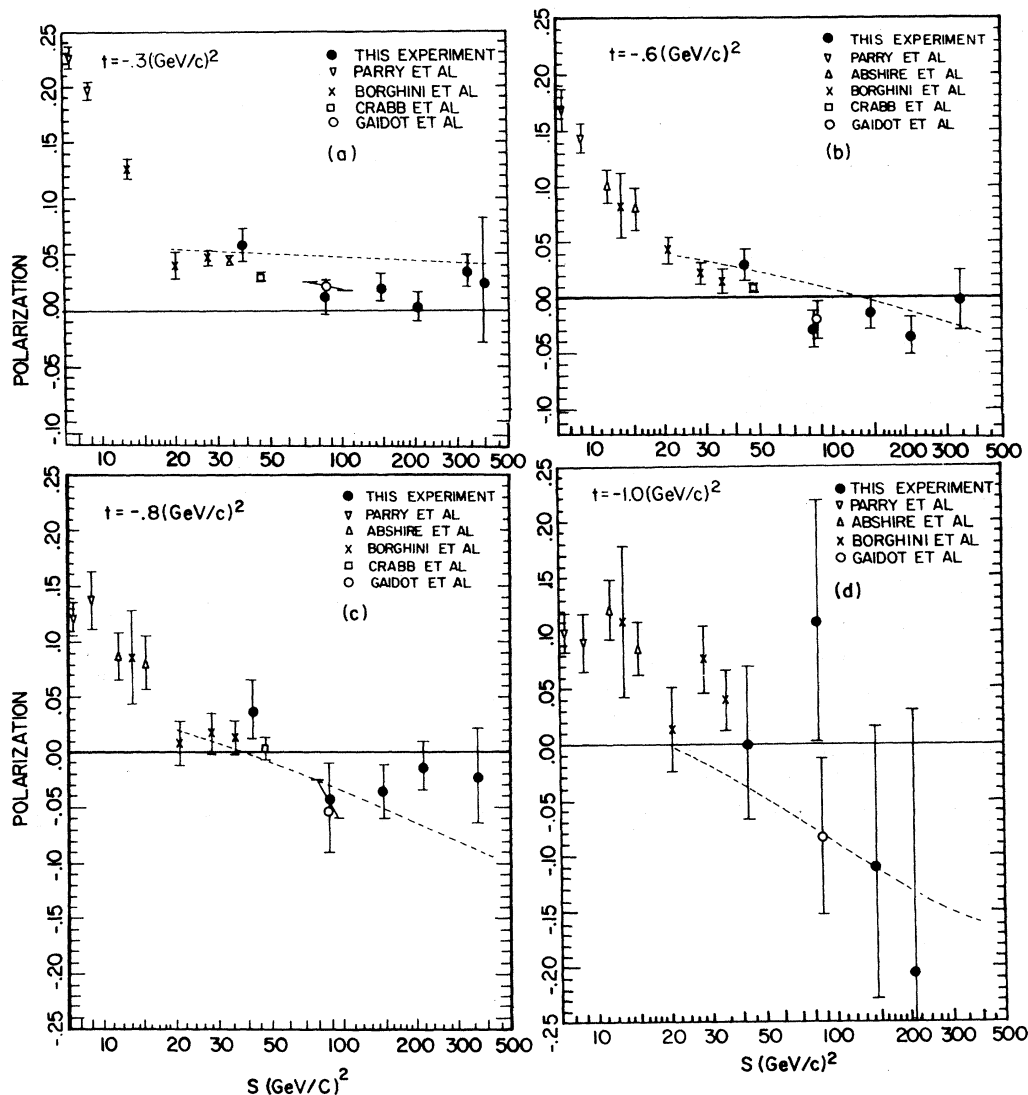 .25
.20
.15
.10
.05
.00
-.05
-.10
POLARIZATION
t=-.3(GeV/c)²
THIS EXPERIMENT
PARRY ET AL
BORGHINI ET AL
CRABB ET AL
GAIDOT ET AL
(a)
20 30 50 100 200 300 500
.25
.20
.15
.10
.05
.00
-.05
-.10
t=-.6(GeV/c)²
THIS EXPERIMENT
PARRY ET AL
ABSHIRE ET AL
BORGHINI ET AL
CRABB ET AL
GAIDOT ET AL
(b)
10 20 30 50 100 200 300 500
.25
.20
.15
.10
.05
.00
-.05
-.10
-.15
-.20
-.25
POLARIZATION
t=-.8(GeV/c)²
THIS EXPERIMENT
PARRY ET AL
ABSHIRE ET AL
BORGHINI ET AL
CRABB ET AL
GAIDOT ET AL
(c)
10 20 30 50 100 200 300 500
S (GeV/C)²
.25
.20
.15
.10
.05
.00
-.05
-.10
-.15
-.20
-.25
t=-1.0(GeV/c)²
THIS EXPERIMENT
PARRY ET AL
ABSHIRE ET AL
BORGHINI ET AL
GAIDOT ET AL
(d)
10 20 30 50 100 200 300 500
S (GeV/c)²